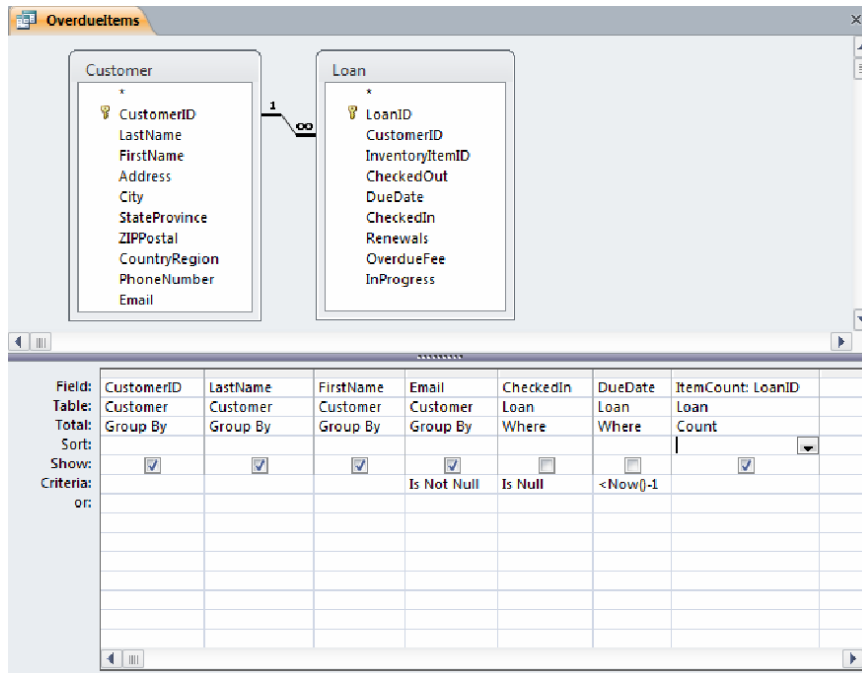 OverdueItems
Customer
*
CustomerID
LastName
FirstName
Address
City
StateProvince
ZIPPostal
CountryRegion
PhoneNumber
Email
1 ∞
Loan
*
LoanID
CustomerID
InventoryItemID
CheckedOut
DueDate
CheckedIn
Renewals
OverdueFee
InProgress
Field: CustomerID LastName FirstName Email CheckedIn DueDate ItemCount: LoanID
Table: Customer Customer Customer Customer Loan Loan Loan
Total: Group By Group By Group By Group By Where Where Count
Sort:
Show:
Criteria: Is Not Null Is Null <Now()-1
or: